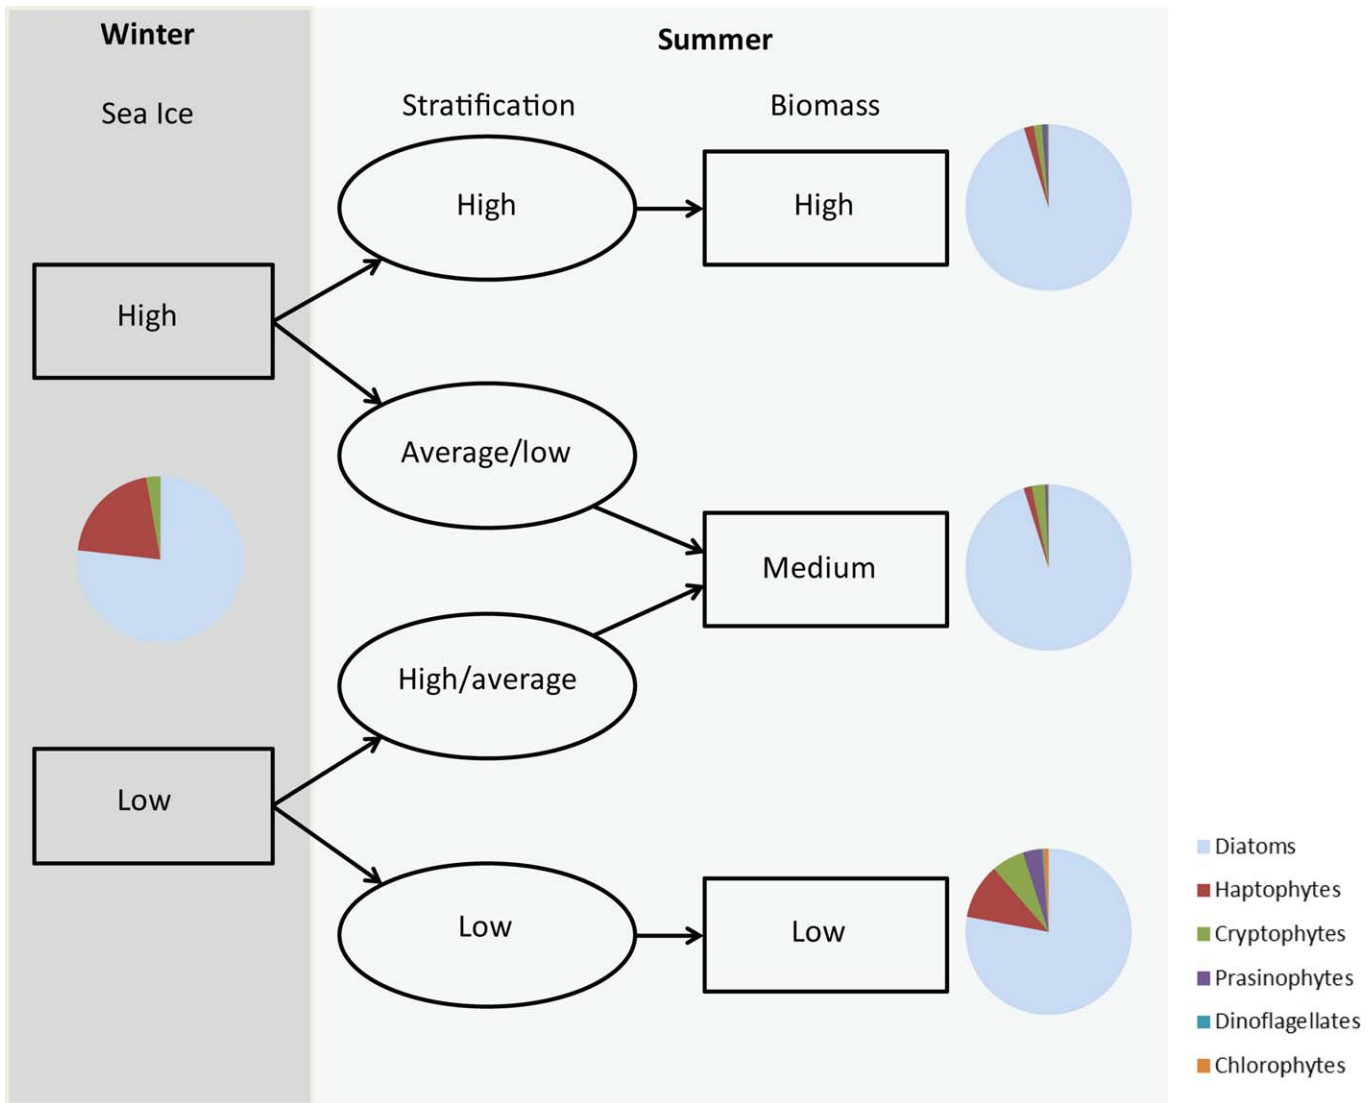 Winter
Summer
Sea Ice
Stratification
Biomass
High
High
High
Average/low
Medium
High/average
Low
Low
Low
Diatoms
Haptophytes
Cryptophytes
Prasinophytes
Dinoflagellates
Chlorophytes